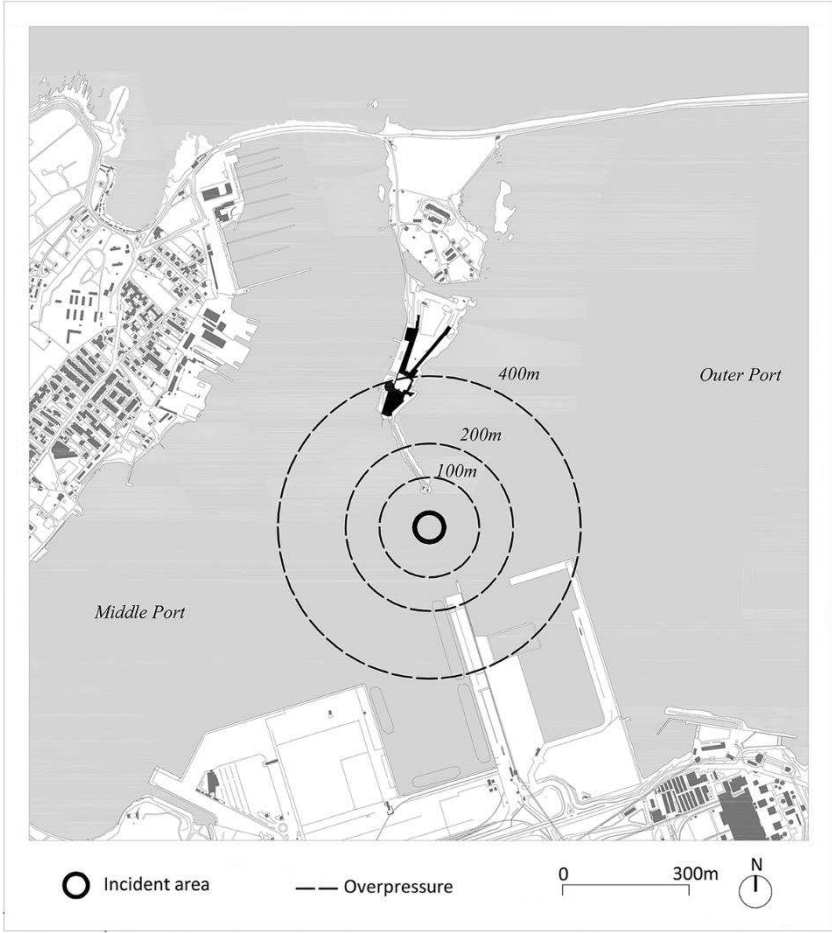 400m
Outer Port
200m
100m
Middle Port
Incident area
Overpressure
0
300m
N